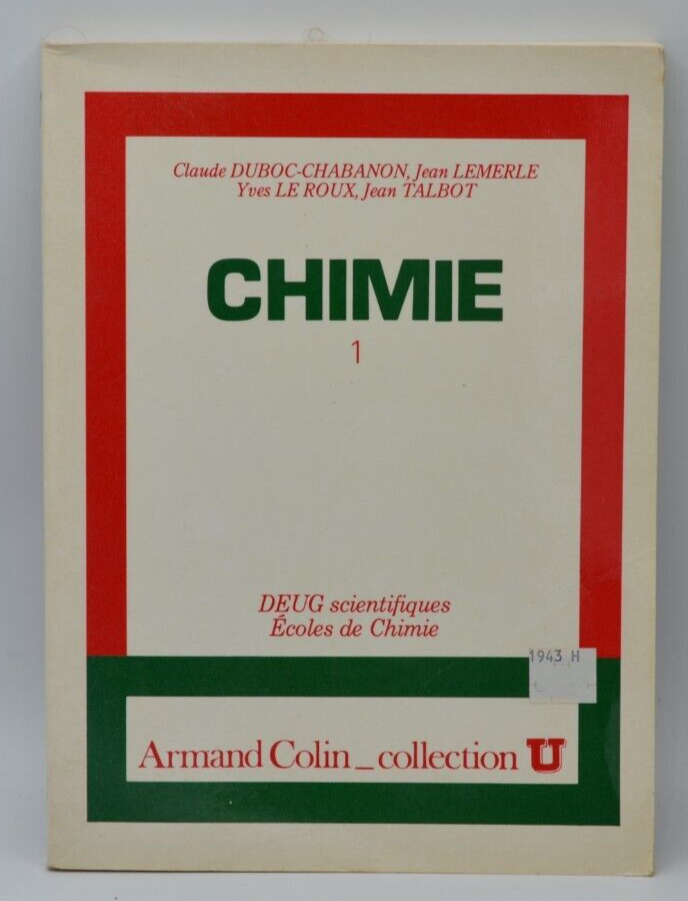 Claude DUBOC-CHABANON, Jean LEMERLE
Yves LE ROUX, Jean TALBOT
CHIMIE
1
DEUG scientifiques
Écoles de Chimie
1943 H
Armand Colin_collection U